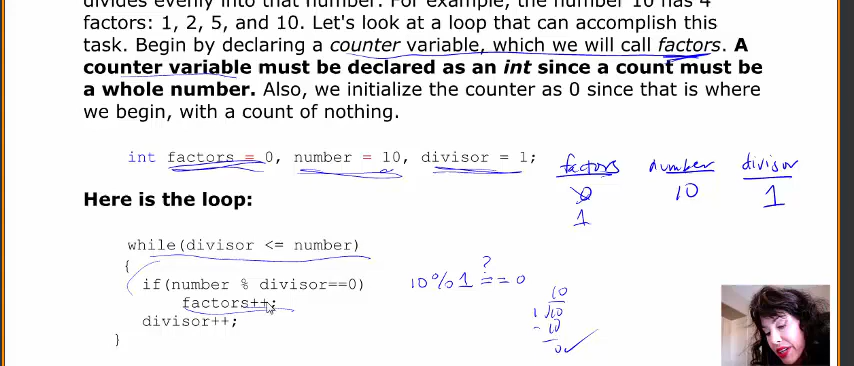 divides evenly into that number. For example, the number 10 has 4
factors: 1, 2, 5, and 10. Let's look at a loop that can accomplish this
task. Begin by declaring a counter variable, which we will call factors. A
counter variable must be declared as an int since a count must be
a whole number. Also, we initialize the counter as 0 since that is where
we begin, with a count of nothing.
int factors = 0, number = 10, divisor = 1;
factors number divisor
0 10 1
1
Here is the loop:
while(divisor <= number)
{
if(number % divisor==0)
factors++;
divisor++;
}
?
10%1 == 0
10
1 10
- 10
0